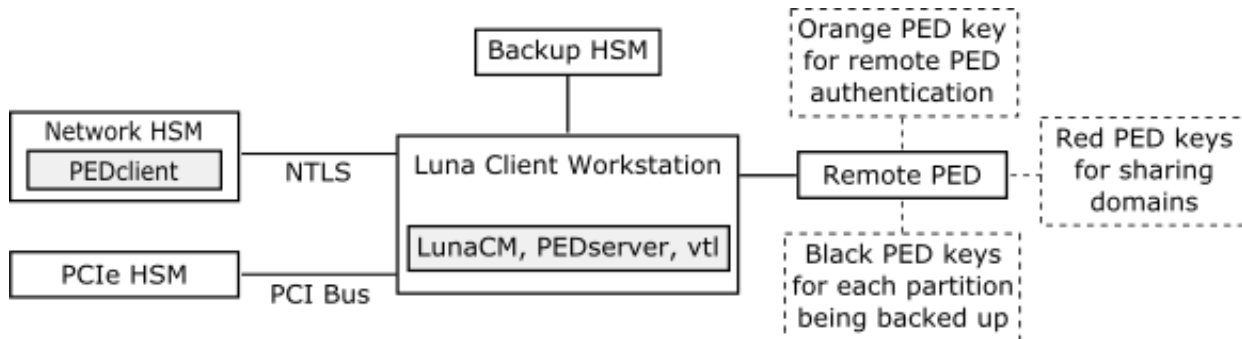 Backup HSM
Orange PED key
for remote PED
authentication
Network HSM
PEDclient
NTLS
Luna Client Workstation
LunaCM, PEDserver, vtl
Remote PED
Red PED keys
for sharing
domains
PCIe HSM
PCI Bus
Black PED keys
for each partition
being backed up